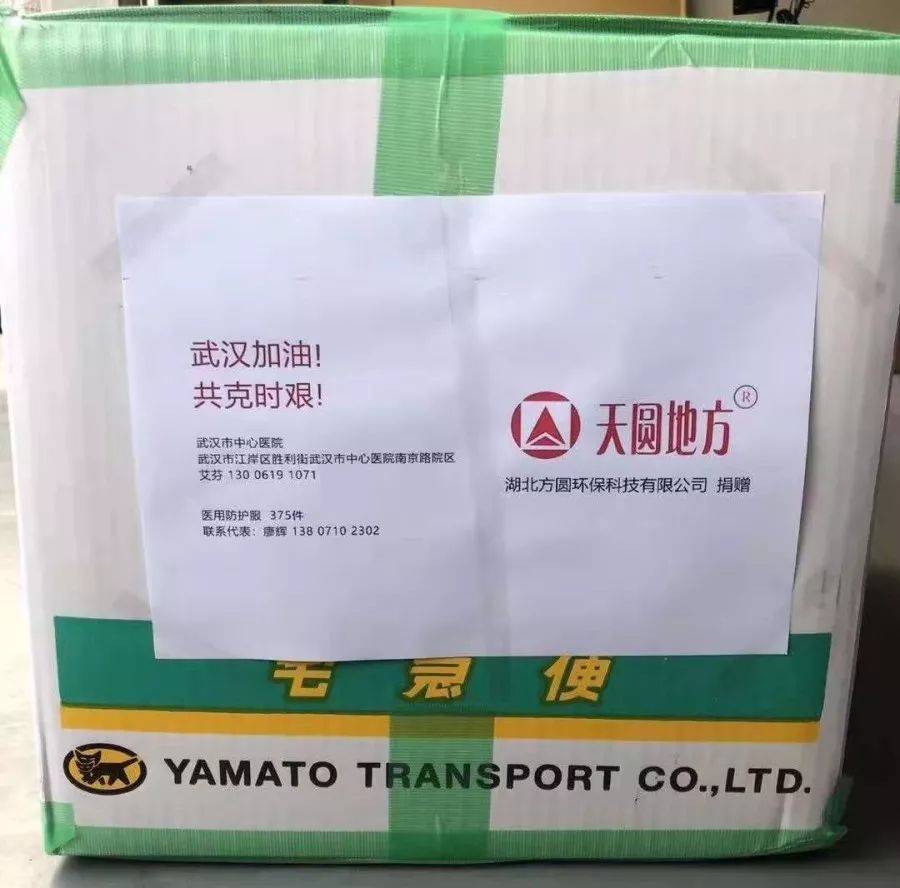 武汉加油!
共克时艰!
武汉市中心医院
武汉市江岸区胜利街武汉市中心医院南京路院区
艾芬 130 0619 1071
医用防护服 375件
联系代表：廖辉 138 0710 2302
天圆地方®
湖北方圆环保科技有限公司 捐赠
宅急便
YAMATO TRANSPORT CO.,LTD.